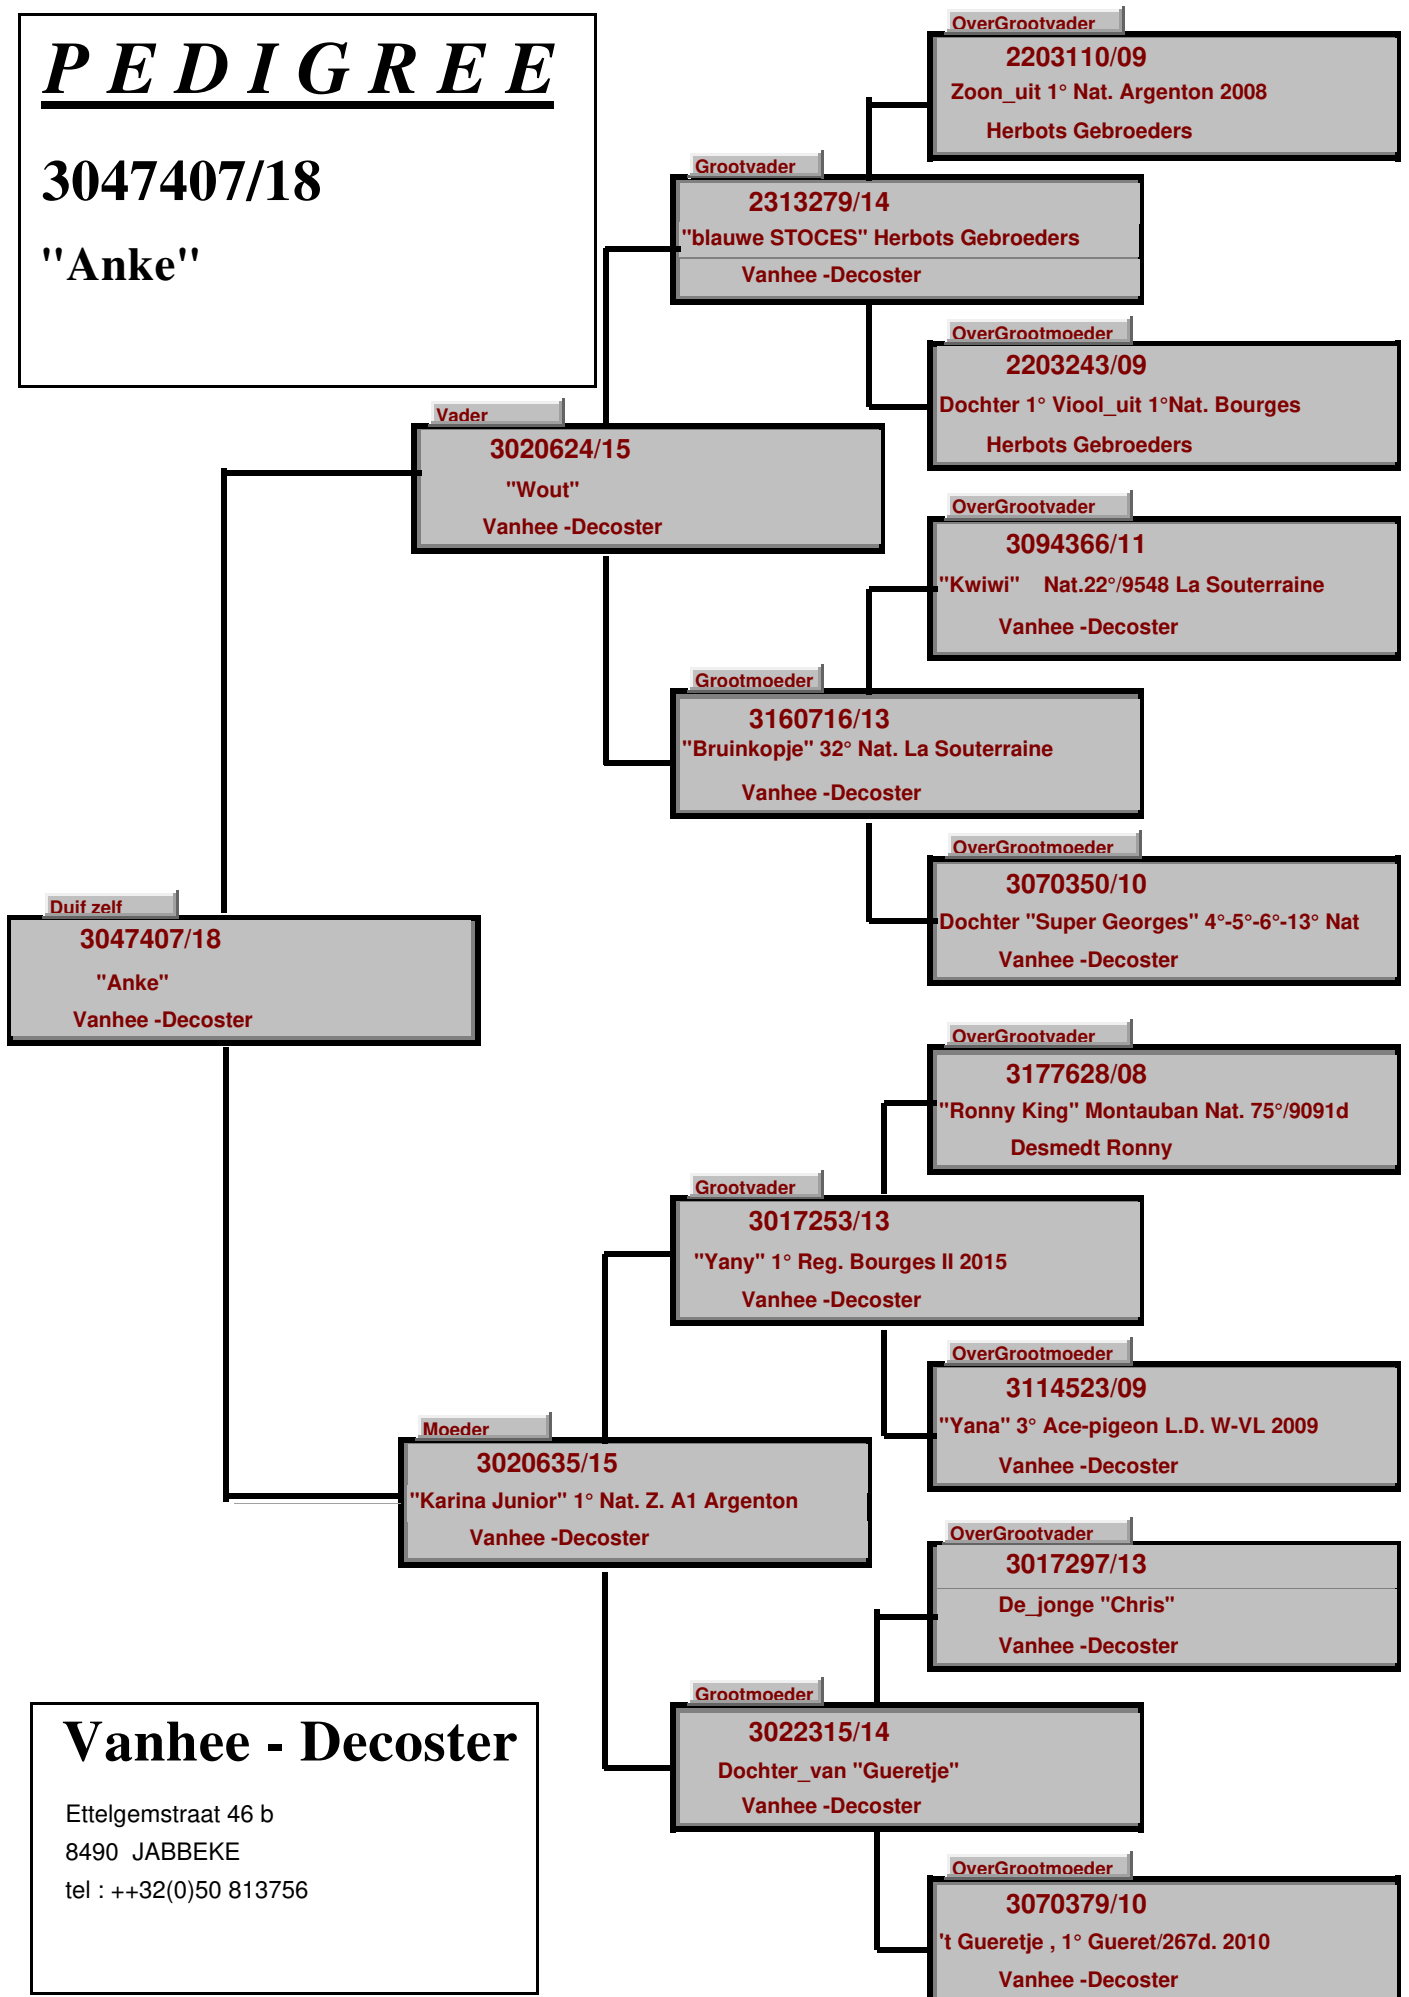 P E D I G R E E
3047407/18
"Anke"
OverGrootvader
2203110/09
Zoon_uit 1° Nat. Argenton 2008
Herbots Gebroeders
Grootvader
2313279/14
"blauwe STOCES" Herbots Gebroeders
Vanhee -Decoster
OverGrootmoeder
2203243/09
Dochter 1° Viool_uit 1°Nat. Bourges
Herbots Gebroeders
Vader
3020624/15
"Wout"
Vanhee -Decoster
OverGrootvader
3094366/11
"Kwiwi" Nat.22°/9548 La Souterraine
Vanhee -Decoster
Grootmoeder
3160716/13
"Bruinkopje" 32° Nat. La Souterraine
Vanhee -Decoster
OverGrootmoeder
3070350/10
Dochter "Super Georges" 4°-5°-6°-13° Nat
Vanhee -Decoster
Duif zelf
3047407/18
"Anke"
Vanhee -Decoster
OverGrootvader
3177628/08
"Ronny King" Montauban Nat. 75°/9091d
Desmedt Ronny
Grootvader
3017253/13
"Yany" 1° Reg. Bourges II 2015
Vanhee -Decoster
OverGrootmoeder
3114523/09
"Yana" 3° Ace-pigeon L.D. W-VL 2009
Vanhee -Decoster
Moeder
3020635/15
"Karina Junior" 1° Nat. Z. A1 Argenton
Vanhee -Decoster
OverGrootvader
3017297/13
De_jonge "Chris"
Vanhee -Decoster
Grootmoeder
3022315/14
Dochter_van "Gueretje"
Vanhee -Decoster
OverGrootmoeder
3070379/10
't Gueretje , 1° Gueret/267d. 2010
Vanhee -Decoster
Vanhee - Decoster
Ettelgemstraat 46 b
8490 JABBEKE
tel : ++32(0)50 813756